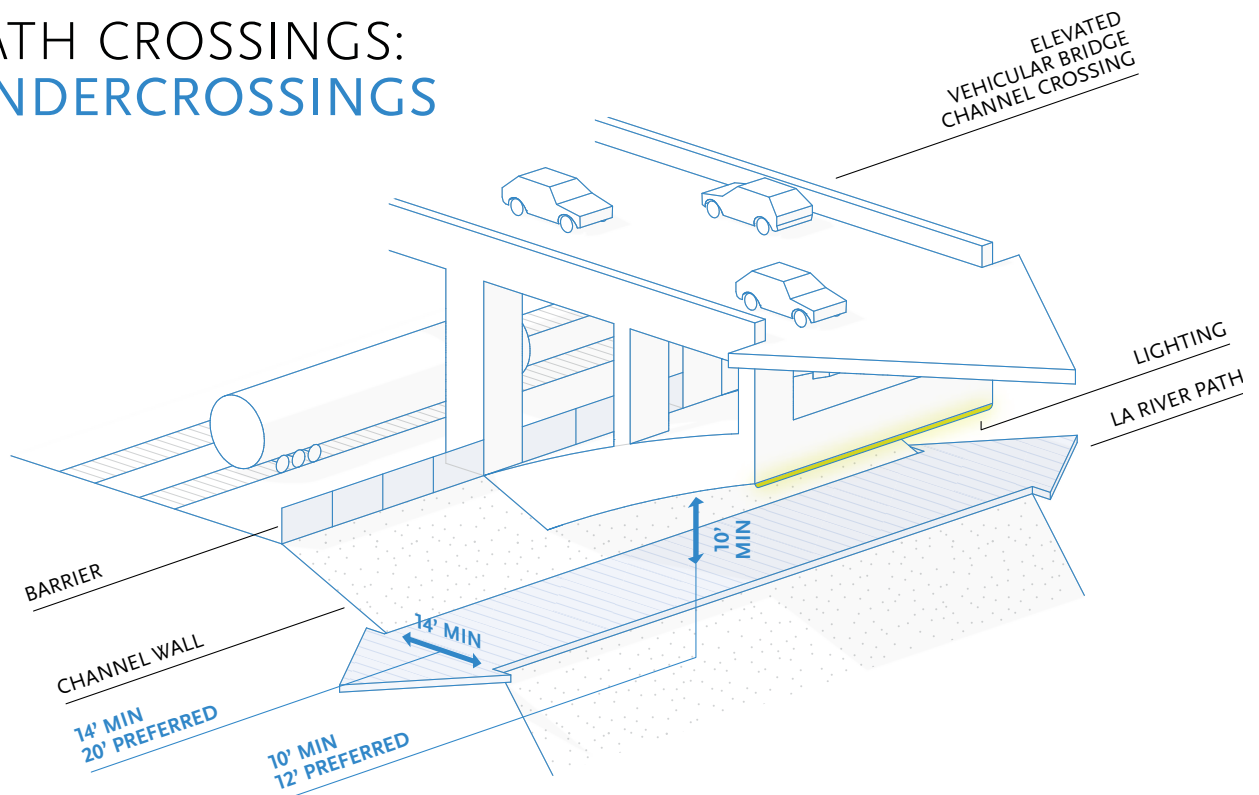 ATH CROSSINGS:
NDERCROSSINGS
ELEVATED
VEHICULAR BRIDGE
CHANNEL CROSSING
LIGHTING
LA RIVER PATH
10’
MIN
BARRIER
14’ MIN
CHANNEL WALL
14’ MIN
20’ PREFERRED
10’ MIN
12’ PREFERRED